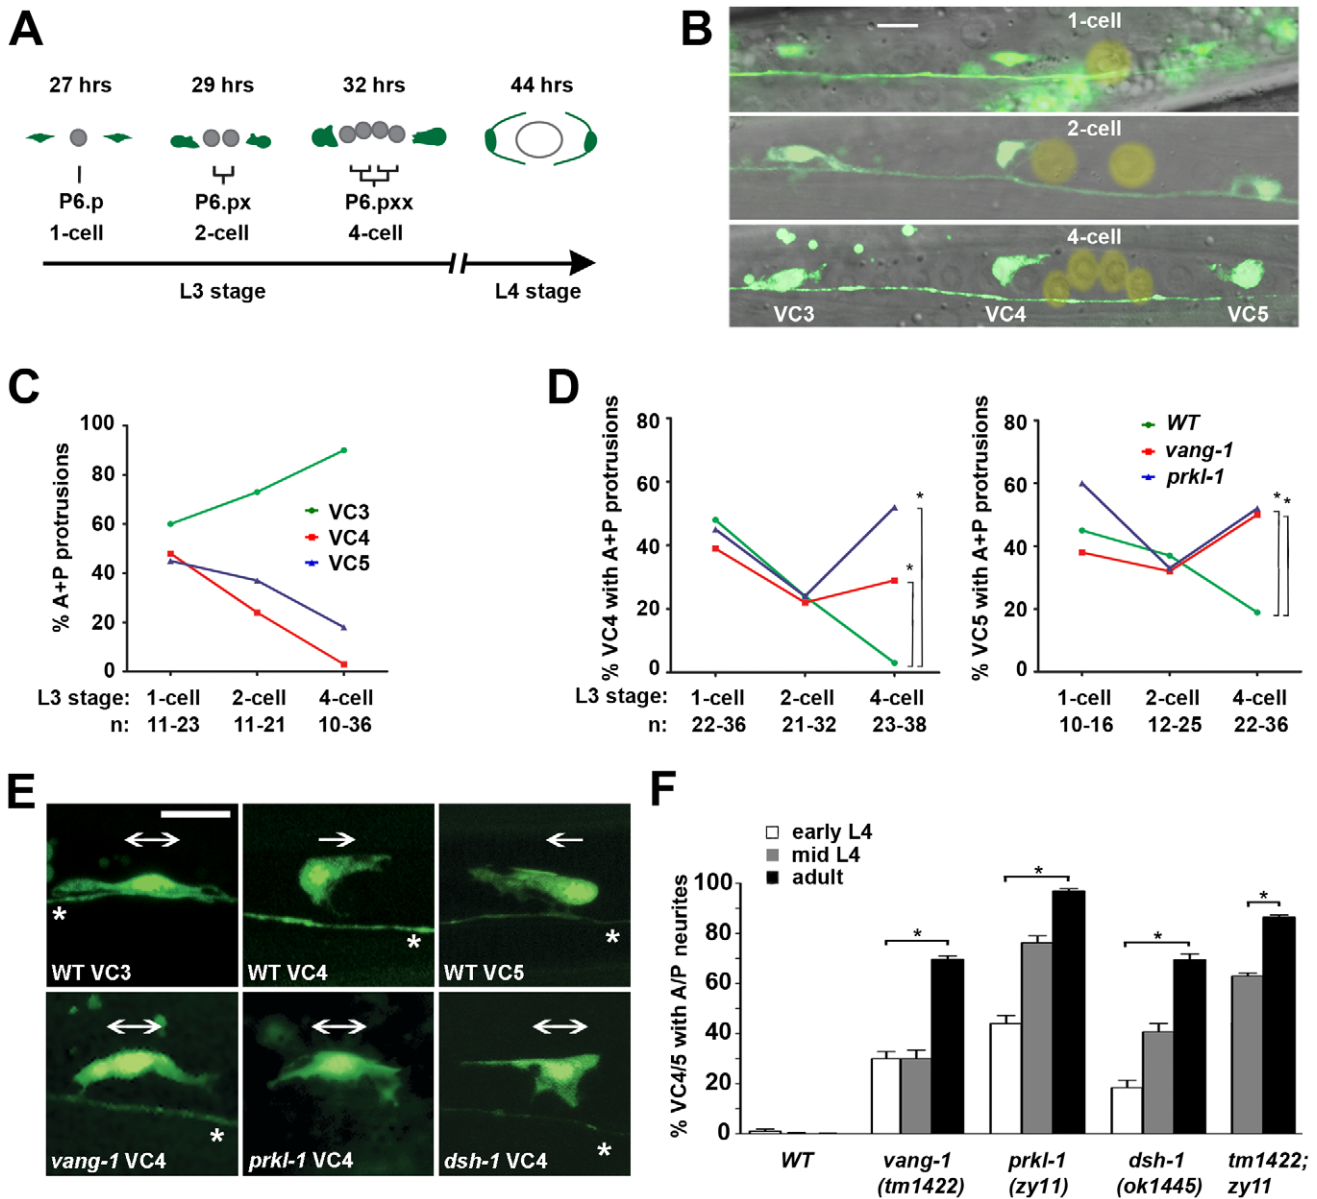 A
27 hrs 29 hrs 32 hrs 44 hrs
P6.p P6.px P6.pxx
1-cell 2-cell 4-cell
L3 stage L4 stage
B
1-cell
2-cell
4-cell
VC3 VC4 VC5
C
% A+P protrusions
100
80
60
40
20
0
VC3
VC4
VC5
L3 stage: 1-cell 2-cell 4-cell
n: 11-23 11-21 10-36
D
% VC4 with A+P protrusions
80
60
40
20
0
* *
L3 stage: 1-cell 2-cell 4-cell
n: 22-36 21-32 23-38
% VC5 with A+P protrusions
80
60
40
20
0
WT
vang-1
prkl-1
* *
1-cell 2-cell 4-cell
10-16 12-25 22-36
E
* * *
WT VC3 WT VC4 WT VC5
* *
vang-1 VC4 prkl-1 VC4 dsh-1 VC4
F
early L4
mid L4
adult
% VC4/5 with A/P neurites
100
80
60
40
20
0
* * * *
WT vang-1 prkl-1 dsh-1 tm1422;
(tm1422) (zy11) (ok1445) zy11